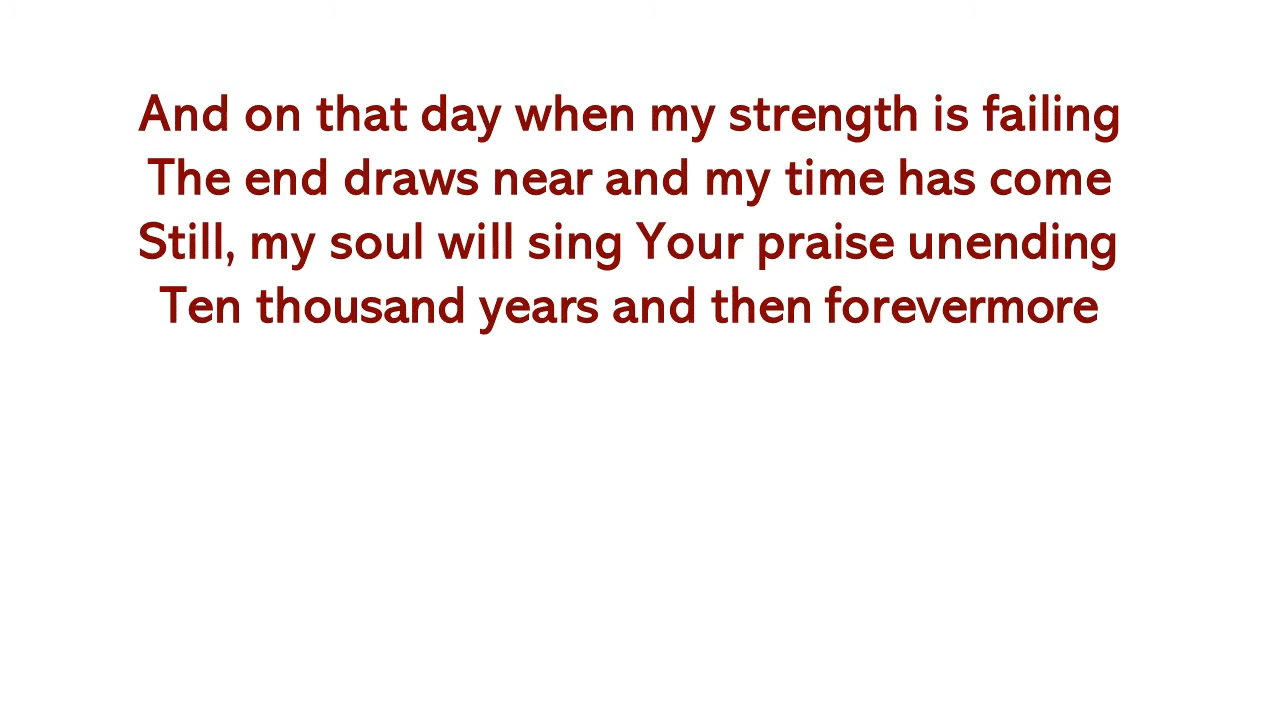 And on that day when my strength is failing
The end draws near and my time has come
Still, my soul will sing Your praise unending
Ten thousand years and then forevermore